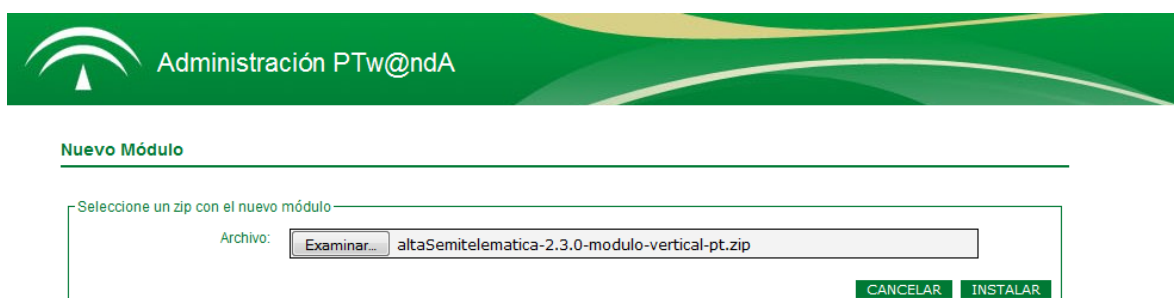 Administración PTw@ndA
Nuevo Módulo
Seleccione un zip con el nuevo módulo
Archivo: Examinar... altaSemitelematica-2.3.0-modulo-vertical-pt.zip
CANCELAR INSTALAR